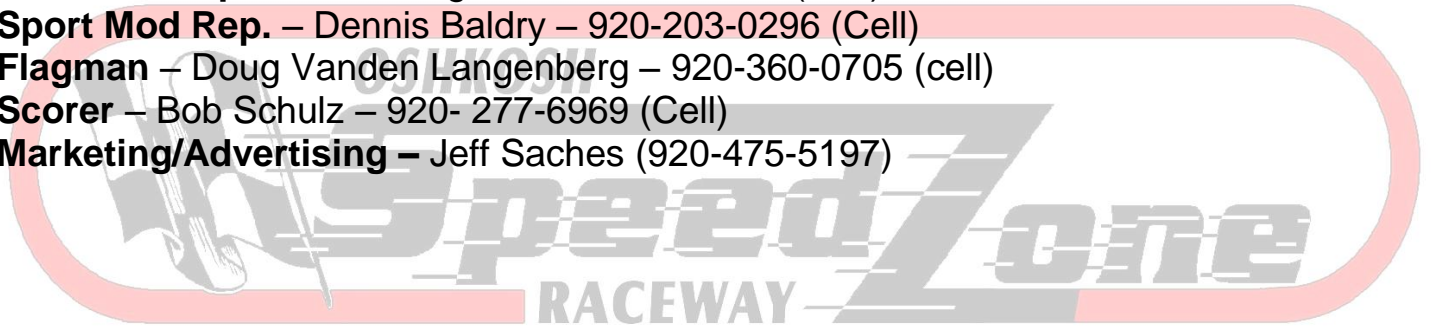 Sport Mod Rep. – Dennis Baldry – 920-203-0296 (Cell)
Flagman – Doug Vanden Langenberg – 920-360-0705 (cell)
Scorer – Bob Schulz – 920- 277-6969 (Cell)
Marketing/Advertising – Jeff Saches (920-475-5197)
OSHKOSH
SpeedZone
RACEWAY